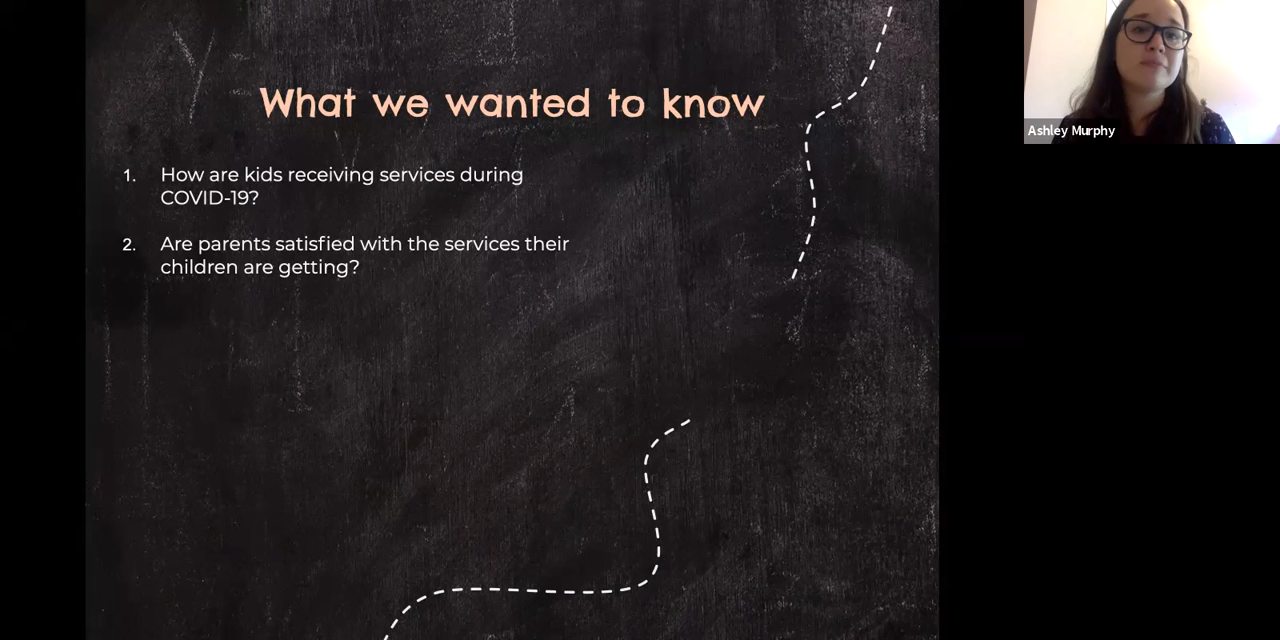 What we wanted to know
1. How are kids receiving services during
COVID-19?
2. Are parents satisfied with the services their
children are getting?
Ashley Murphy